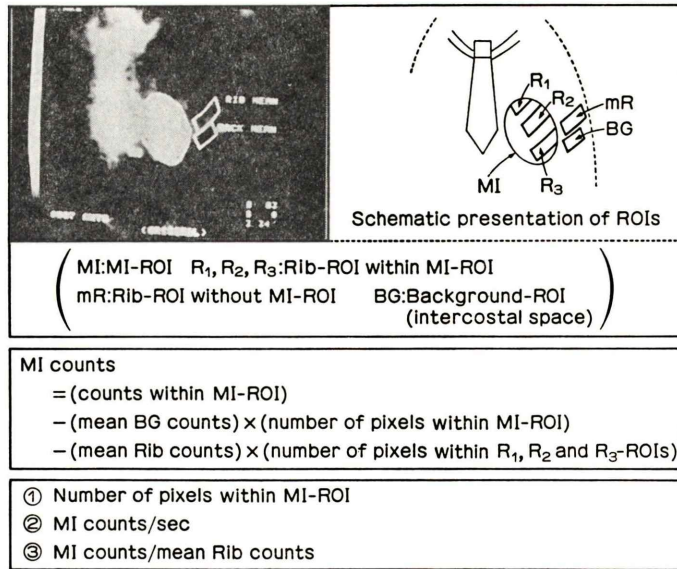 RIB MEAN
BACK MEAN
R₁
R₂
mR
BG
MI
R₃
Schematic presentation of ROIs
MI:MI-ROI R₁, R₂, R₃:Rib-ROI within MI-ROI
mR:Rib-ROI without MI-ROI BG:Background-ROI
(intercostal space)
MI counts
=(counts within MI-ROI)
−(mean BG counts)×(number of pixels within MI-ROI)
−(mean Rib counts)×(number of pixels within R₁, R₂ and R₃-ROIs)
① Number of pixels within MI-ROI
② MI counts/sec
③ MI counts/mean Rib counts